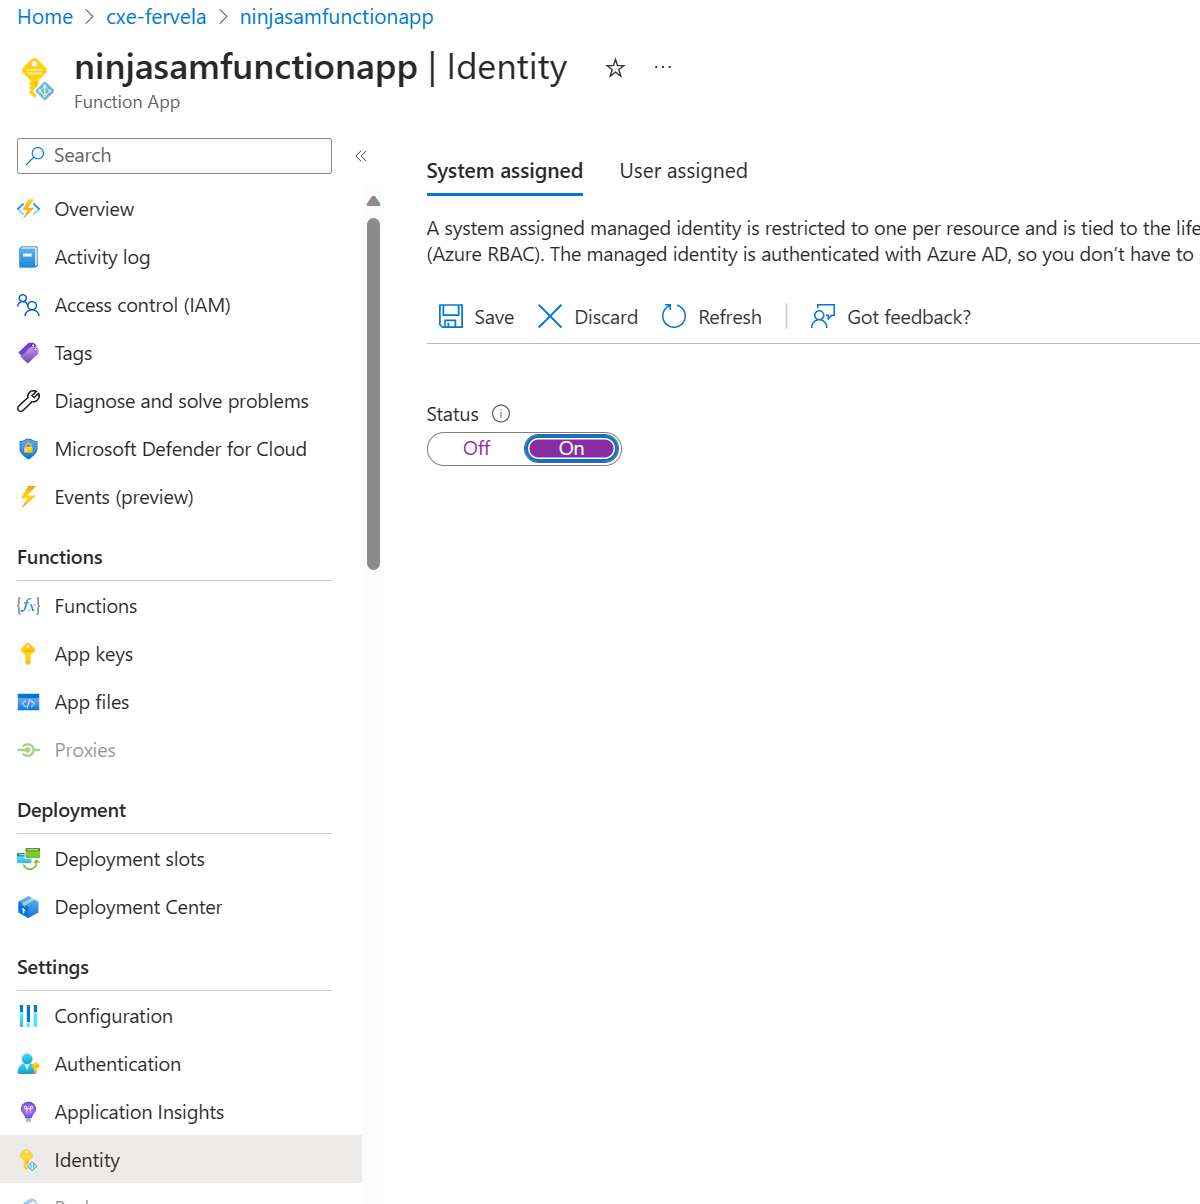 Home > cxe-fervela > ninjasamfunctionapp
ninjasamfunctionapp | Identity
Function App
Search
Overview
Activity log
Access control (IAM)
Tags
Diagnose and solve problems
Microsoft Defender for Cloud
Events (preview)
Functions
Functions
App keys
App files
Proxies
Deployment
Deployment slots
Deployment Center
Settings
Configuration
Authentication
Application Insights
Identity
System assigned User assigned
A system assigned managed identity is restricted to one per resource and is tied to the life
(Azure RBAC). The managed identity is authenticated with Azure AD, so you don’t have to
Save Discard Refresh Got feedback?
Status
Off On